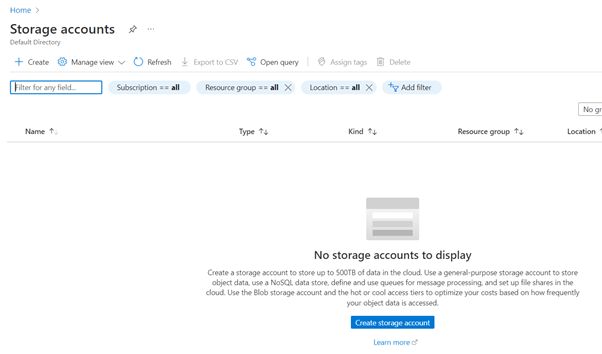 Home
Storage accounts
Default Directory
Create Manage view Refresh Export to CSV Open query Assign tags Delete
Filter for any field... Subscription == all Resource group == all Location == all Add filter
No gr
Name Type Kind Resource group Location
No storage accounts to display
Create a storage account to store up to 500TB of data in the cloud. Use a general-purpose storage account to store
object data, use a NoSQL data store, define and use queues for message processing, and set up file shares in the
cloud. Use the Blob storage account and the hot or cool access tiers to optimize your costs based on how frequently
your object data is accessed.
Create storage account
Learn more